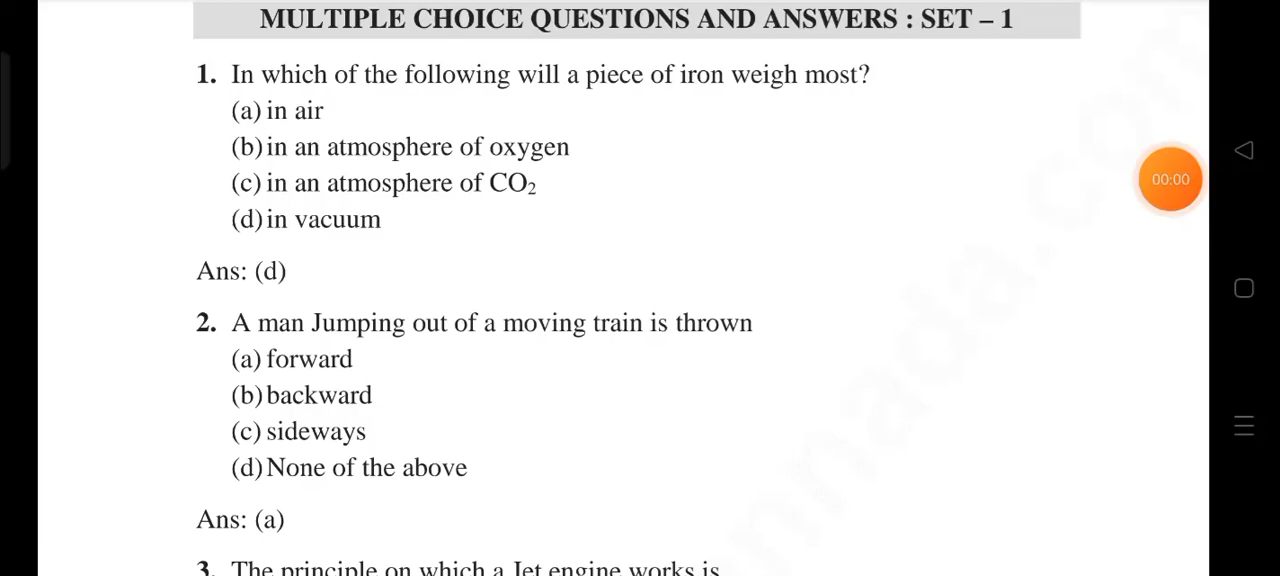 MULTIPLE CHOICE QUESTIONS AND ANSWERS : SET – 1
1. In which of the following will a piece of iron weigh most?
(a) in air
(b) in an atmosphere of oxygen
(c) in an atmosphere of CO₂
(d) in vacuum
00:00
Ans: (d)
2. A man Jumping out of a moving train is thrown
(a) forward
(b) backward
(c) sideways
(d) None of the above
Ans: (a)
3. The principle on which a Jet engine works is